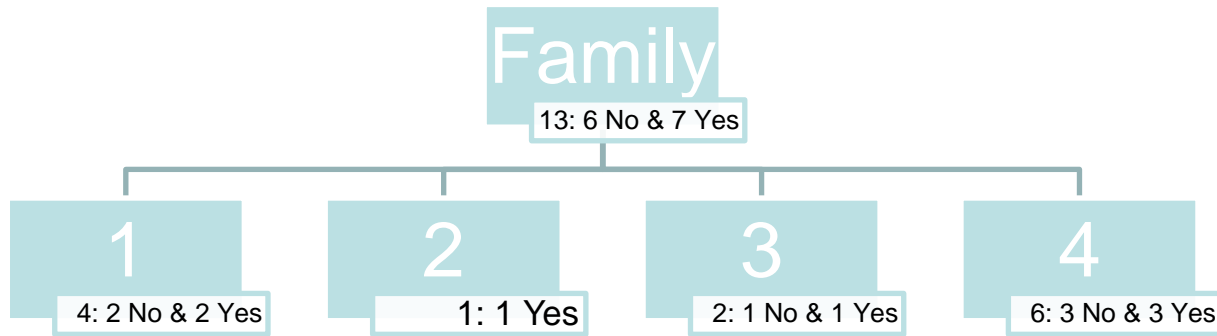 Family
13: 6 No & 7 Yes
1
2
3
4
4: 2 No & 2 Yes
1: 1 Yes
2: 1 No & 1 Yes
6: 3 No & 3 Yes